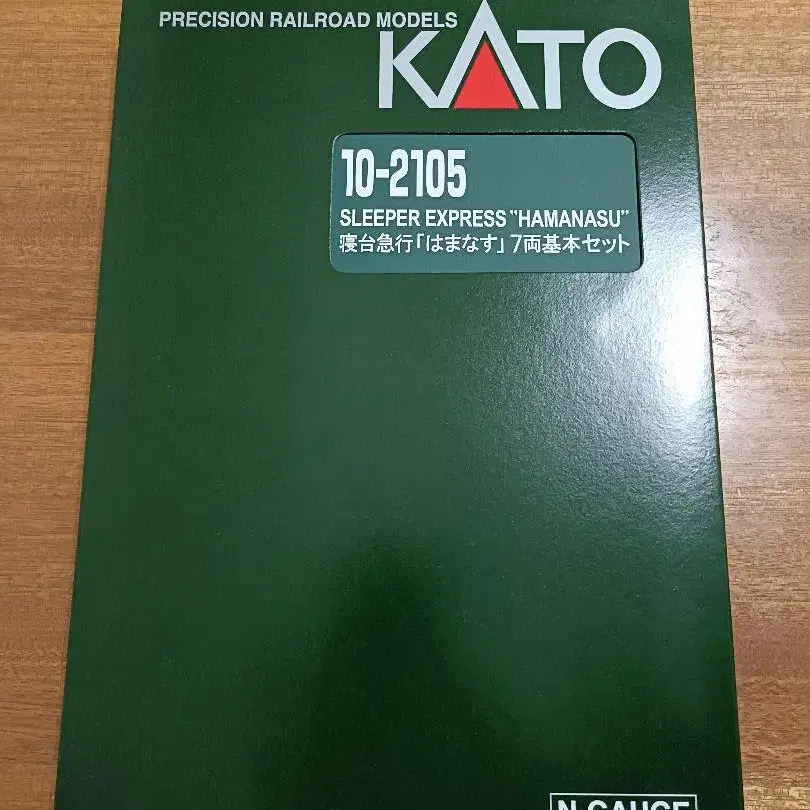 PRECISION RAILROAD MODELS
KATO
10-2105
SLEEPER EXPRESS "HAMANASU"
寝台急行「はまなす」7両基本セット
N GAUGE